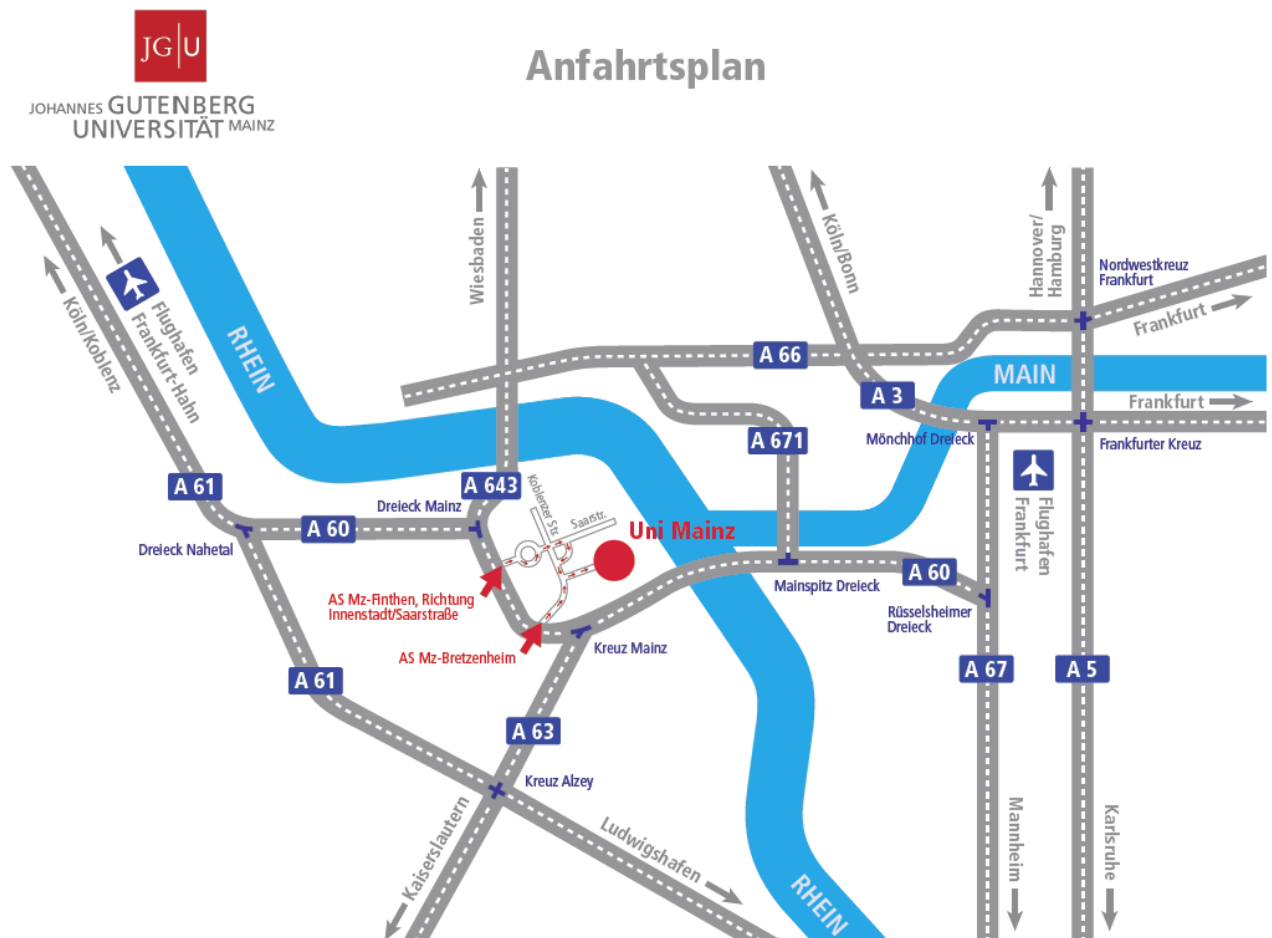 JG|U
JOHANNES GUTENBERG
UNIVERSITÄT MAINZ
Anfahrtsplan
Köln/Koblenz
Flughafen
Frankfurt-Hahn
RHEIN
Wiesbaden
Köln/Bonn
Hannover/
Hamburg
Nordwestkreuz
Frankfurt
Frankfurt
A 66
MAIN
A 3
Frankfurt
A 671
Mönchhof Dreieck
Frankfurter Kreuz
A 61
A 643
Dreieck Mainz
Koblenzer Str.
Saarstr.
Flughafen
Frankfurt
A 60
Uni Mainz
Dreieck Nahetal
Mainspitz Dreieck
A 60
AS Mz-Finthen, Richtung
Innenstadt/Saarstraße
Rüsselsheimer
Dreieck
AS Mz-Bretzenheim
Kreuz Mainz
A 61
A 67
A 5
A 63
Kreuz Alzey
Kaiserslautern
Ludwigshafen
Mannheim
Karlsruhe
RHEIN